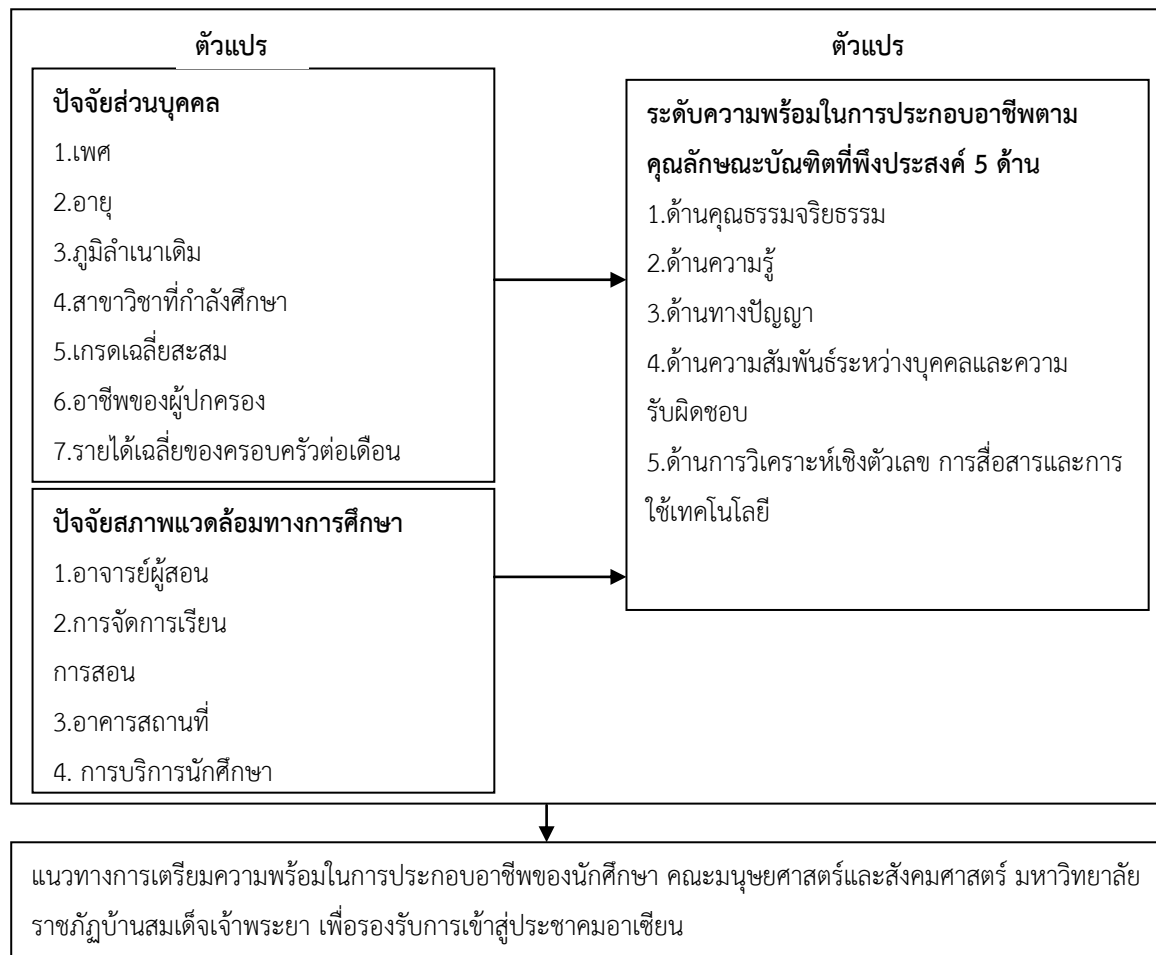 ตัวแปร
ปัจจัยส่วนบุคคล
1.เพศ
2.อายุ
3.ภูมิลำเนาเดิม
4.สาขาวิชาที่กำลังศึกษา
5.เกรดเฉลี่ยสะสม
6.อาชีพของผู้ปกครอง
7.รายได้เฉลี่ยของครอบครัวต่อเดือน
ปัจจัยสภาพแวดล้อมทางการศึกษา
1.อาจารย์ผู้สอน
2.การจัดการเรียน
การสอน
3.อาคารสถานที่
4. การบริการนักศึกษา
ตัวแปร
ระดับความพร้อมในการประกอบอาชีพตาม
คุณลักษณะบัณฑิตที่พึงประสงค์ 5 ด้าน
1.ด้านคุณธรรมจริยธรรม
2.ด้านความรู้
3.ด้านทางปัญญา
4.ด้านความสัมพันธ์ระหว่างบุคคลและความ
รับผิดชอบ
5.ด้านการวิเคราะห์เชิงตัวเลข การสื่อสารและการ
ใช้เทคโนโลยี
แนวทางการเตรียมความพร้อมในการประกอบอาชีพของนักศึกษา คณะมนุษยศาสตร์และสังคมศาสตร์ มหาวิทยาลัย
ราชภัฏบ้านสมเด็จเจ้าพระยา เพื่อรองรับการเข้าสู่ประชาคมอาเซียน